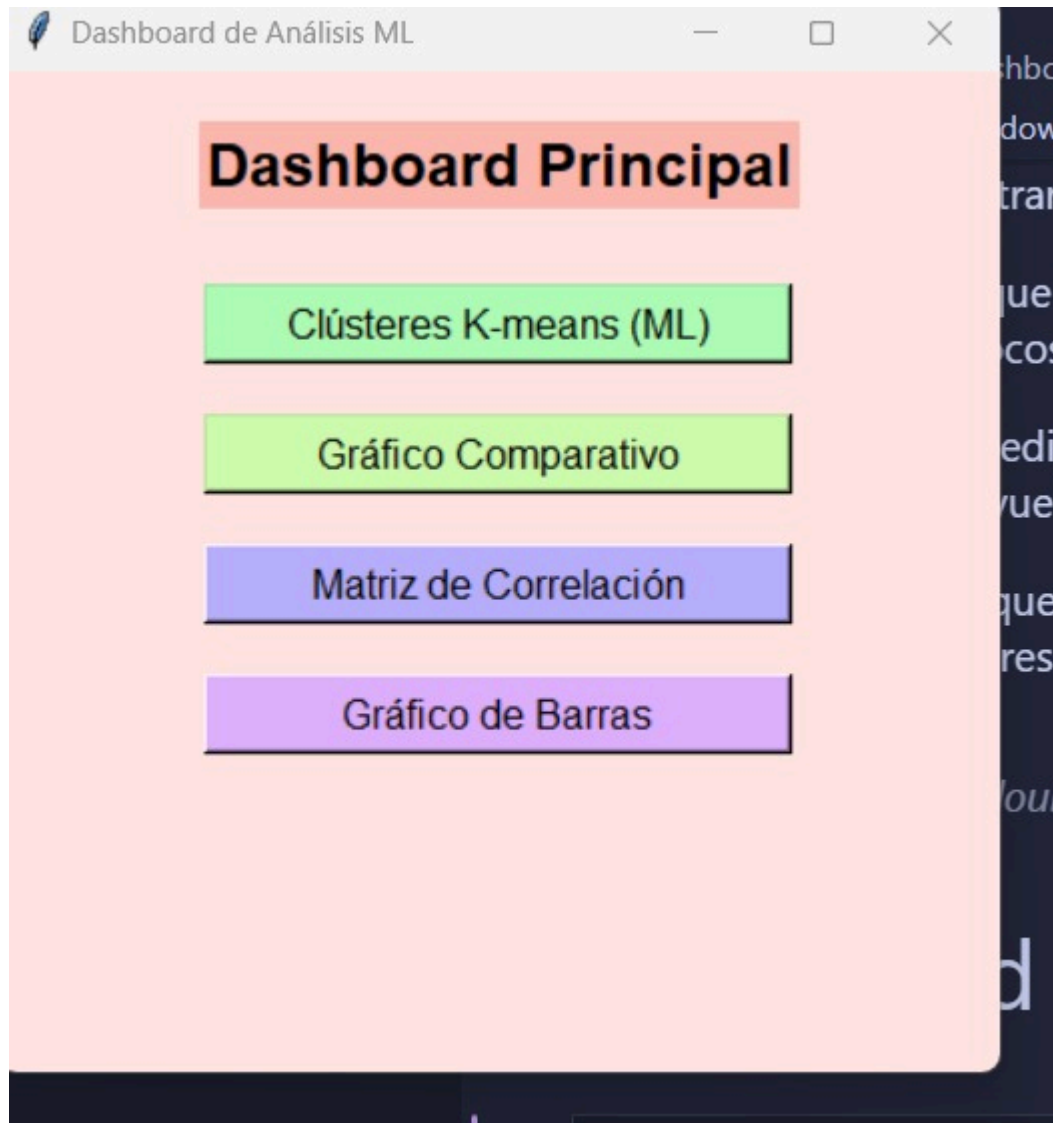 Dashboard de Análisis ML
Dashboard Principal
Clústeres K-means (ML)
Gráfico Comparativo
Matriz de Correlación
Gráfico de Barras